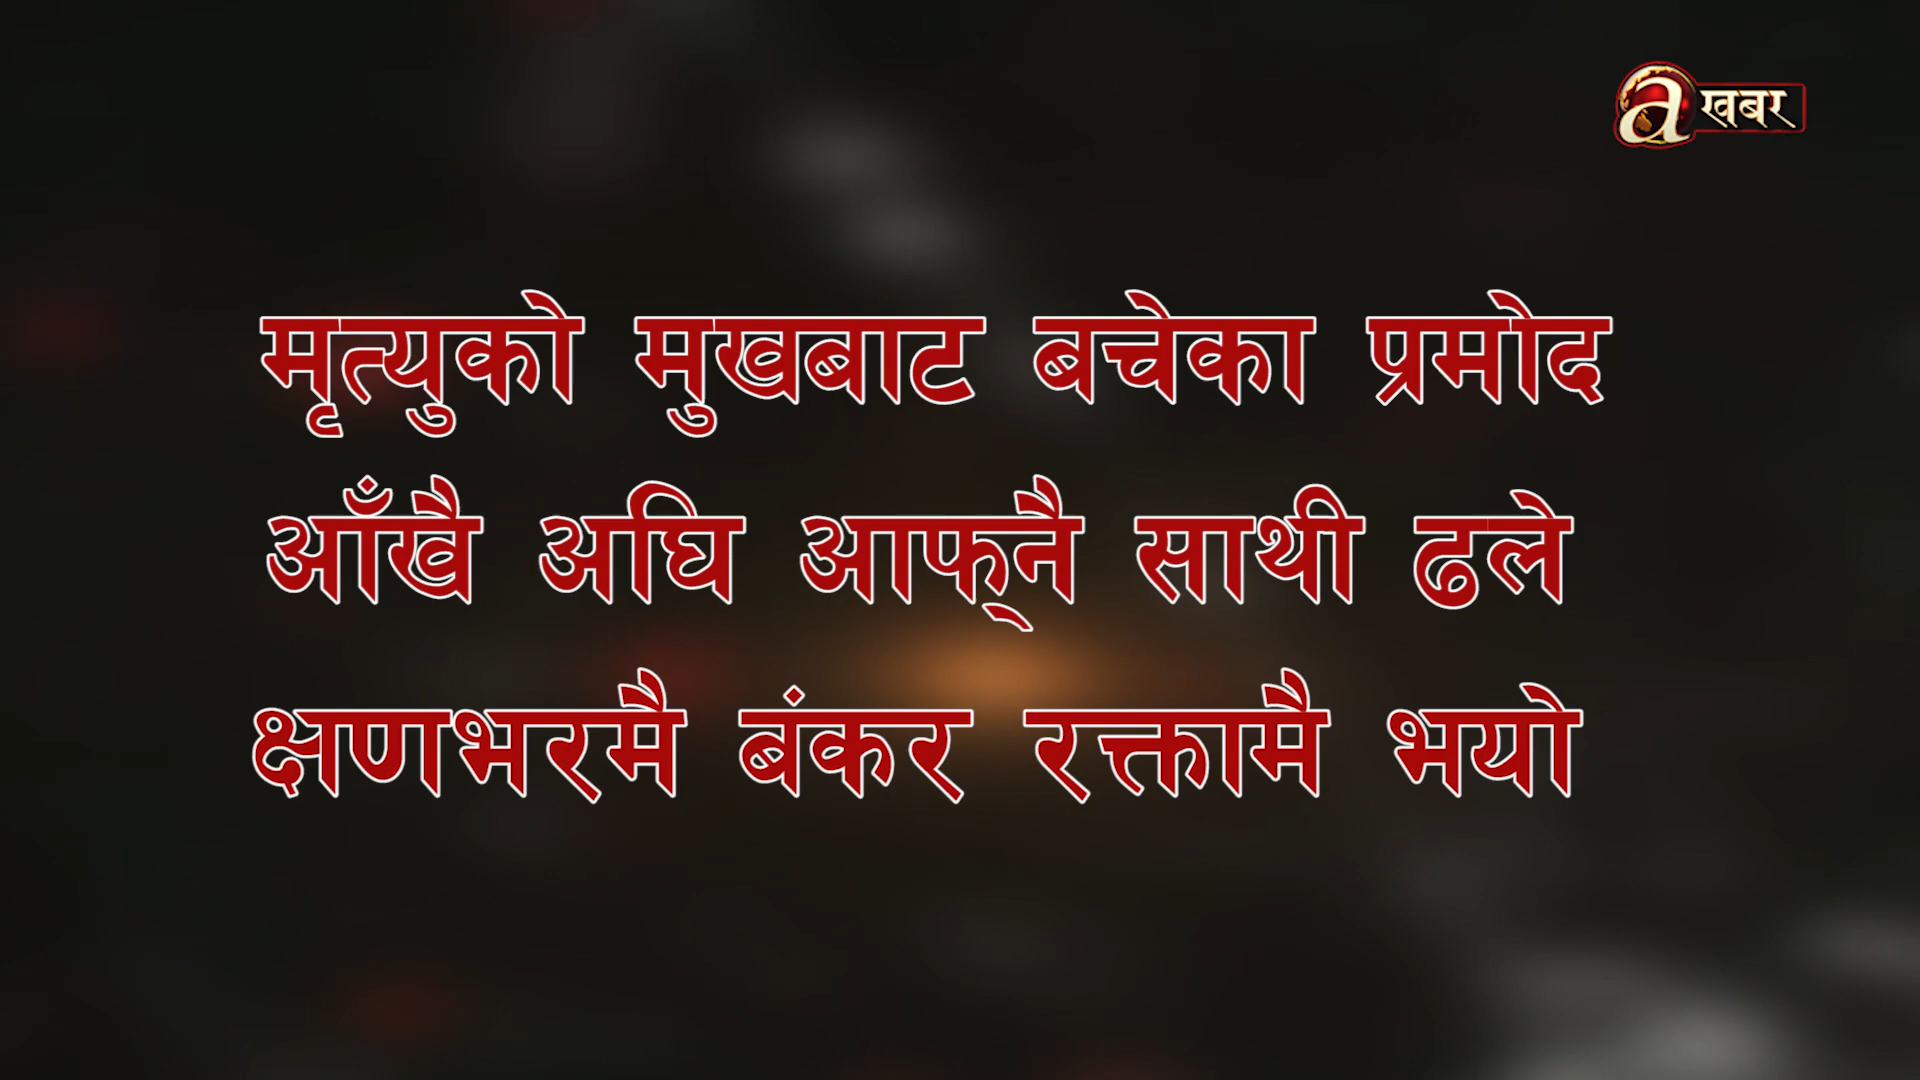 a खबर
मृत्युको मुखबाट बचेका प्रमोद
आँखै अघि आफ्‌नै साथी ढले
क्षणभरमै बंकर रक्तामै भयो